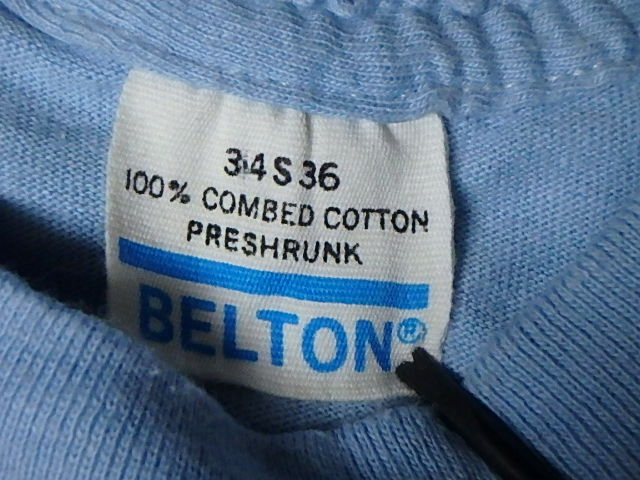 34 S 36
100% COMBED COTTON
PRESHRUNK
BELTON®